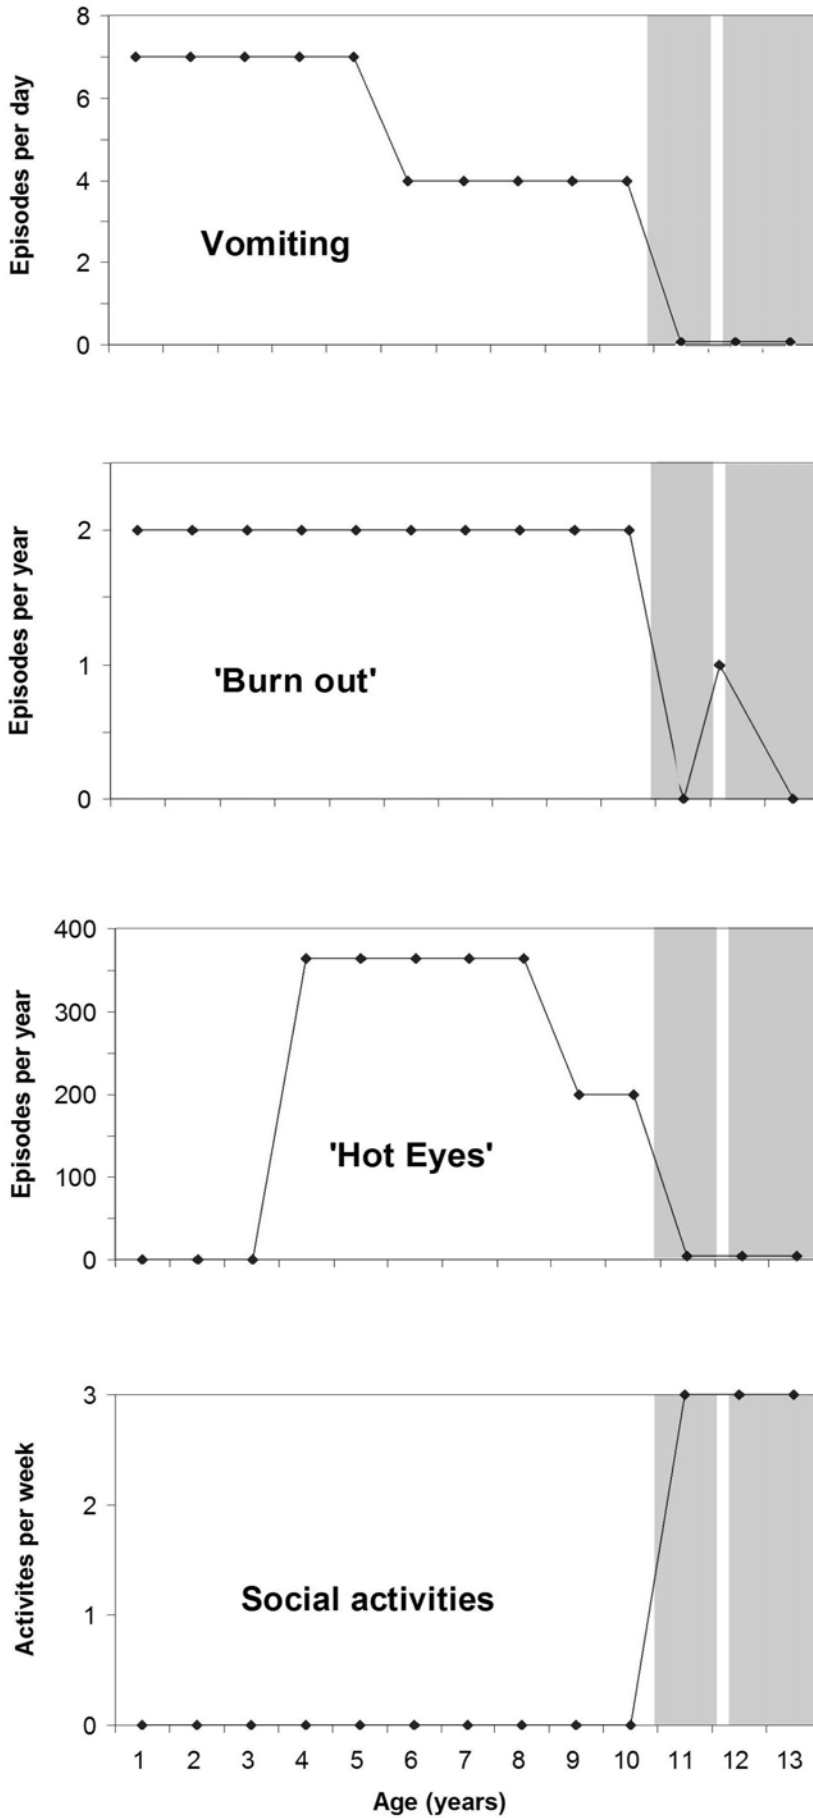 8
6
4
2
0
Episodes per day
Vomiting
2
1
0
Episodes per year
'Burn out'
400
300
200
100
0
Episodes per year
'Hot Eyes'
3
2
1
0
Activites per week
Social activities
1 2 3 4 5 6 7 8 9 10 11 12 13
Age (years)